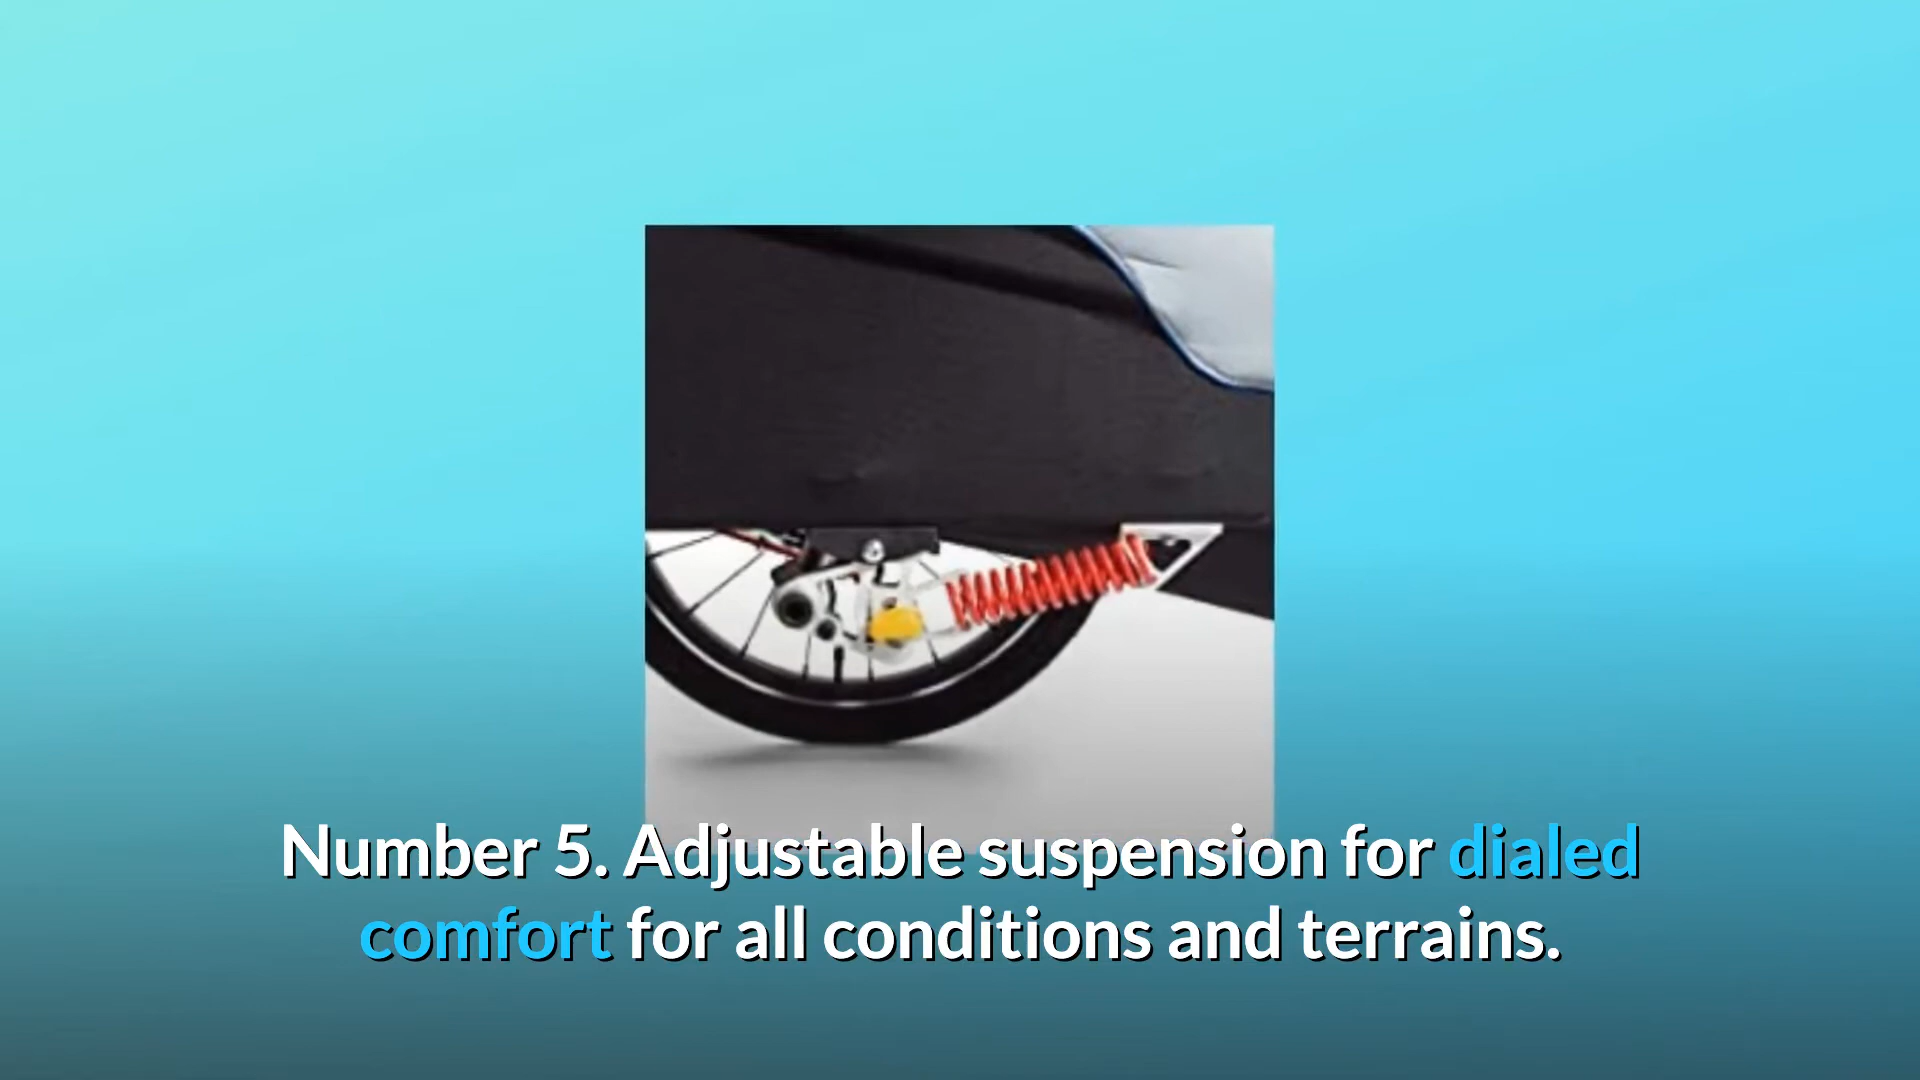 Number 5. Adjustable suspension for dialed
comfort for all conditions and terrains.